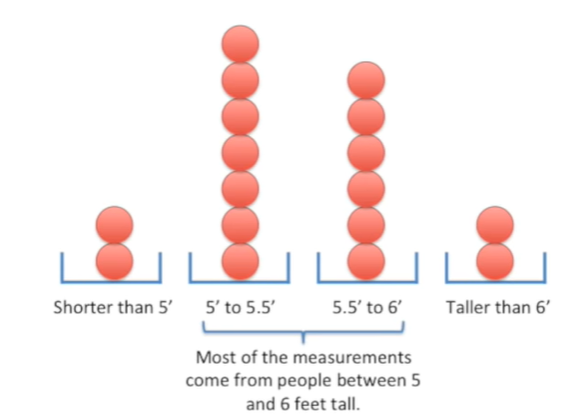 Shorter than 5′
5′ to 5.5′
5.5′ to 6′
Taller than 6′
Most of the measurements
come from people between 5
and 6 feet tall.